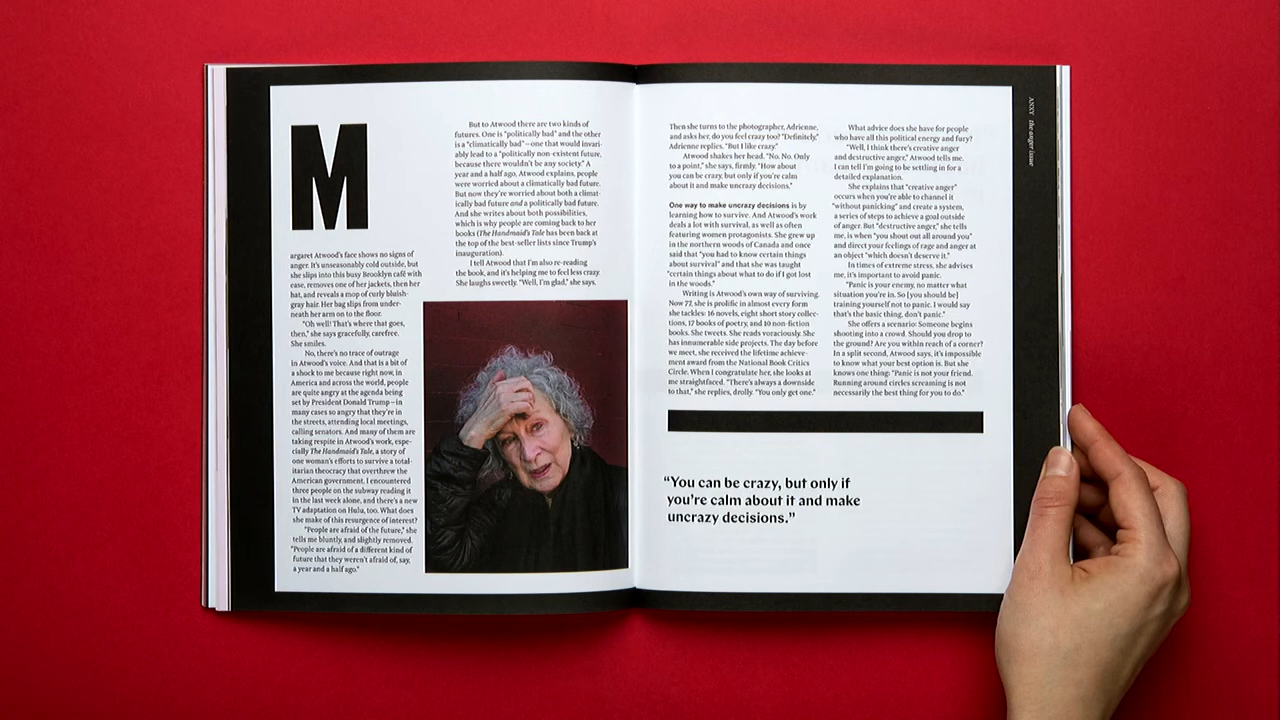 M
argaret Atwood's face shows no signs of
anger. It's unseasonably cold outside, but
she slips into this busy Brooklyn café with
ease, removes one of her jackets, then her
hat, and reveals a mop of curly bluish-
gray hair. Her bag slips from under-
neath her arm on to the floor.
"Oh well! That's where that goes,
then," she says gracefully, carefree.
She smiles.
No, there's no trace of outrage
in Atwood's voice. And that is a bit of
a shock to me because right now, in
America and across the world, people
are quite angry at the agenda being
set by President Donald Trump—in
many cases so angry that they're in
the streets, attending local meetings,
calling senators. And many of them are
taking respite in Atwood's work, espe-
cially The Handmaid's Tale, a story of
one woman's efforts to survive a total-
itarian theocracy that overthrew the
American government. I encountered
three people on the subway reading it
in the last week alone, and there's a new
TV adaptation on Hulu, too. What does
she make of this resurgence of interest?
"People are afraid of the future," she
tells me bluntly, and slightly removed.
"People are afraid of a different kind of
future that they weren't afraid of, say,
a year and a half ago."
But to Atwood there are two kinds of
futures. One is "politically bad" and the other
is a "climatically bad"—one that would invari-
ably lead to a "politically non-existent future,
because there wouldn't be any society." A
year and a half ago, Atwood explains, people
were worried about a climatically bad future.
But now they're worried about both a climat-
ically bad future and a politically bad future.
And she writes about both possibilities,
which is why people are coming back to her
books (The Handmaid's Tale has been back at
the top of the best-seller lists since Trump's
inauguration).
I tell Atwood that I'm also re-reading
the book, and it's helping me to feel less crazy.
She laughs sweetly. "Well, I'm glad," she says.
Then she turns to the photographer, Adrienne,
and asks her, do you feel crazy too? "Definitely,"
Adrienne replies. "But I like crazy."
Atwood shakes her head. "No. No. Only
to a point," she says, firmly. "How about
you can be crazy, but only if you're calm
about it and make uncrazy decisions."
One way to make uncrazy decisions is by
learning how to survive. And Atwood's work
deals a lot with survival, as well as often
featuring women protagonists. She grew up
in the northern woods of Canada and once
said that "you had to know certain things
about survival" and that she was taught
"certain things about what to do if I got lost
in the woods."
Writing is Atwood's own way of surviving.
Now 77, she is prolific in almost every form
she tackles: 16 novels, eight short story collec-
tions, 17 books of poetry, and 10 non-fiction
books. She tweets. She reads voraciously. She
has innumerable side projects. The day before
we meet, she received the lifetime achieve-
ment award from the National Book Critics
Circle. When I congratulate her, she looks at
me straightfaced. "There's always a downside
to that," she replies, drolly. "You only get one."
What advice does she have for people
who have all this political energy and fury?
"Well, I think there's creative anger
and destructive anger," Atwood tells me.
I can tell I'm going to be settling in for a
detailed explanation.
She explains that "creative anger"
occurs when you're able to channel it
"without panicking" and create a system,
a series of steps to achieve a goal outside
of anger. But "destructive anger," she tells
me, is when "you shout out all around you"
and direct your feelings of rage and anger at
an object "which doesn't deserve it."
In times of extreme stress, she advises
me, it's important to avoid panic.
"Panic is your enemy, no matter what
situation you're in. So [you should be]
training yourself not to panic. I would say
that's the basic thing, don't panic."
She offers a scenario: Someone begins
shooting into a crowd. Should you drop to
the ground? Are you within reach of a corner?
In a split second, Atwood says, it's impossible
to know what your best option is. But she
knows one thing: "Panic is not your friend.
Running around circles screaming is not
necessarily the best thing for you to do."
"You can be crazy, but only if
you're calm about it and make
uncrazy decisions."
ANXY the anger issue